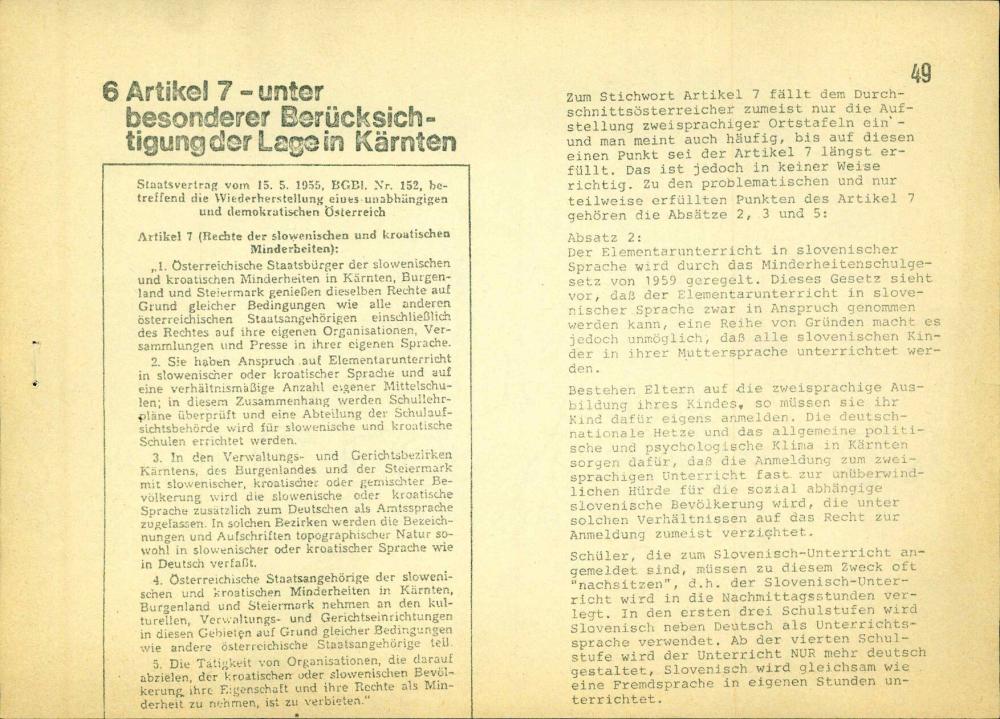 6 Artikel 7 – unter
besonderer Berücksich-
tigung der Lage in Kärnten
Staatsvertrag vom 15. 5. 1955, BGBl. Nr. 152, be-
treffend die Wiederherstellung eines unabhängigen
und demokratischen Österreich
Artikel 7 (Rechte der slowenischen und kroatischen
Minderheiten):
„1. Österreichische Staatsbürger der slowenischen
und kroatischen Minderheiten in Kärnten, Burgen-
land und Steiermark genießen dieselben Rechte auf
Grund gleicher Bedingungen wie alle anderen
österreichischen Staatsangehörigen einschließlich
des Rechtes auf ihre eigenen Organisationen, Ver-
sammlungen und Presse in ihrer eigenen Sprache.
2. Sie haben Anspruch auf Elementarunterricht
in slowenischer oder kroatischer Sprache und auf
eine verhältnismäßige Anzahl eigener Mittelschu-
len; in diesem Zusammenhang werden Schullehr-
pläne überprüft und eine Abteilung der Schulauf-
sichtsbehörde wird für slowenische und kroatische
Schulen errichtet werden.
3. In den Verwaltungs- und Gerichtsbezirken
Kärntens, des Burgenlandes und der Steiermark
mit slowenischer, kroatischer oder gemischter Be-
völkerung wird die slowenische oder kroatische
Sprache zusätzlich zum Deutschen als Amtssprache
zugelassen. In solchen Bezirken werden die Bezeich-
nungen und Aufschriften topographischer Natur so-
wohl in slowenischer oder kroatischer Sprache wie
in Deutsch verfaßt.
4. Österreichische Staatsangehörige der sloweni-
schen und kroatischen Minderheiten in Kärnten,
Burgenland und Steiermark nehmen an den kul-
turellen, Verwaltungs- und Gerichtseinrichtungen
in diesen Gebieten auf Grund gleicher Bedingungen
wie andere österreichische Staatsangehörige teil.
5. Die Tätigkeit von Organisationen, die darauf
abzielen, der kroatischen oder slowenischen Bevöl-
kerung ihre Eigenschaft und ihre Rechte als Min-
derheit zu nehmen, ist zu verbieten.“
49
Zum Stichwort Artikel 7 fällt dem Durch-
schnittsösterreicher zumeist nur die Auf-
stellung zweisprachiger Ortstafeln ein -
und man meint auch häufig, bis auf diesen
einen Punkt sei der Artikel 7 längst er-
füllt. Das ist jedoch in keiner Weise
richtig. Zu den problematischen und nur
teilweise erfüllten Punkten des Artikel 7
gehören die Absätze 2, 3 und 5:
Absatz 2:
Der Elementarunterricht in slovenischer
Sprache wird durch das Minderheitenschulge-
setz von 1959 geregelt. Dieses Gesetz sieht
vor, daß der Elementarunterricht in slove-
nischer Sprache zwar in Anspruch genommen
werden kann, eine Reihe von Gründen macht es
jedoch unmöglich, daß alle slovenischen Kin-
der in ihrer Muttersprache unterrichtet wer-
den.
Bestehen Eltern auf die zweisprachige Aus-
bildung ihres Kindes, so müssen sie ihr
Kind dafür eigens anmelden. Die deutsch-
nationale Hetze und das allgemeine politi-
sche und psychologische Klima in Kärnten
sorgen dafür, daß die Anmeldung zum zwei-
sprachigen Unterricht fast zur unüberwind-
lichen Hürde für die sozial abhängige
slovenische Bevölkerung wird, die unter
solchen Verhältnissen auf das Recht zur
Anmeldung zumeist verzichtet.
Schüler, die zum Slovenisch-Unterricht an-
gemeldet sind, müssen zu diesem Zweck oft
"nachsitzen", d.h. der Slovenisch-Unter-
richt wird in die Nachmittagsstunden ver-
legt. In den ersten drei Schulstufen wird
Slovenisch neben Deutsch als Unterrichts-
sprache verwendet. Ab der vierten Schul-
stufe wird der Unterricht NUR mehr deutsch
gestaltet, Slovenisch wird gleichsam wie
eine Fremdsprache in eigenen Stunden un-
terrichtet.